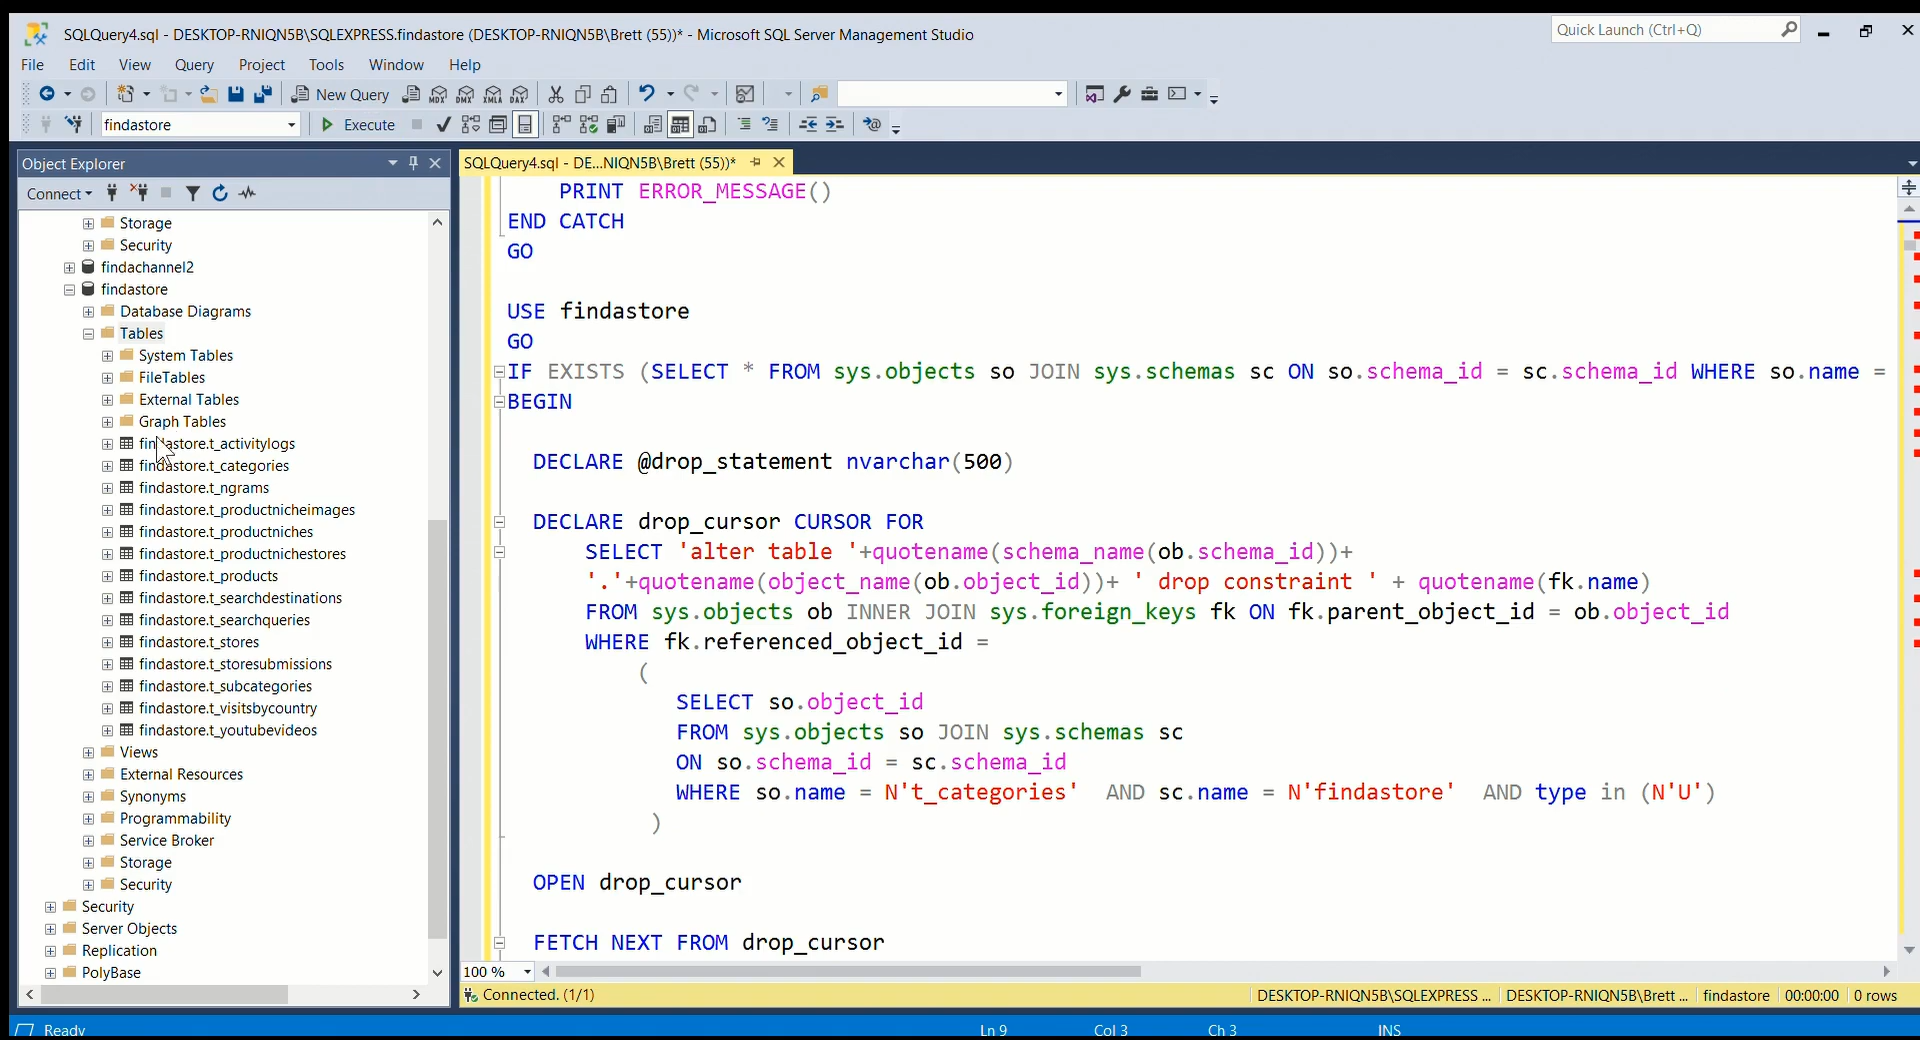 SQLQuery4.sql - DESKTOP-RNIQN5B\SQLEXPRESS.findastore (DESKTOP-RNIQN5B\Brett (55))* - Microsoft SQL Server Management Studio
Quick Launch (Ctrl+Q)
File Edit View Query Project Tools Window Help
New Query MDX DMX XMLA DAX
findastore Execute
Object Explorer
SQLQuery4.sql - DE...NIQN5B\Brett (55))*
Connect
Storage
Security
findachannel2
findastore
Database Diagrams
Tables
System Tables
FileTables
External Tables
Graph Tables
findastore.t_activitylogs
findastore.t_categories
findastore.t_ngrams
findastore.t_productnicheimages
findastore.t_productniches
findastore.t_productnichestores
findastore.t_products
findastore.t_searchdestinations
findastore.t_searchqueries
findastore.t_stores
findastore.t_storesubmissions
findastore.t_subcategories
findastore.t_visitsbycountry
findastore.t_youtubevideos
Views
External Resources
Synonyms
Programmability
Service Broker
Storage
Security
Security
Server Objects
Replication
PolyBase
PRINT ERROR_MESSAGE()
END CATCH
GO
USE findastore
GO
IF EXISTS (SELECT * FROM sys.objects so JOIN sys.schemas sc ON so.schema_id = sc.schema_id WHERE so.name =
BEGIN
DECLARE @drop_statement nvarchar(500)
DECLARE drop_cursor CURSOR FOR
SELECT 'alter table '+quotename(schema_name(ob.schema_id))+
'.'+quotename(object_name(ob.object_id))+ ' drop constraint ' + quotename(fk.name)
FROM sys.objects ob INNER JOIN sys.foreign_keys fk ON fk.parent_object_id = ob.object_id
WHERE fk.referenced_object_id =
(
SELECT so.object_id
FROM sys.objects so JOIN sys.schemas sc
ON so.schema_id = sc.schema_id
WHERE so.name = N't_categories'  AND sc.name = N'findastore'  AND type in (N'U')
)
OPEN drop_cursor
FETCH NEXT FROM drop_cursor
100 %
Connected. (1/1) DESKTOP-RNIQN5B\SQLEXPRESS ... DESKTOP-RNIQN5B\Brett ... findastore 00:00:00 0 rows
Ready Ln 9 Col 3 Ch 3 INS